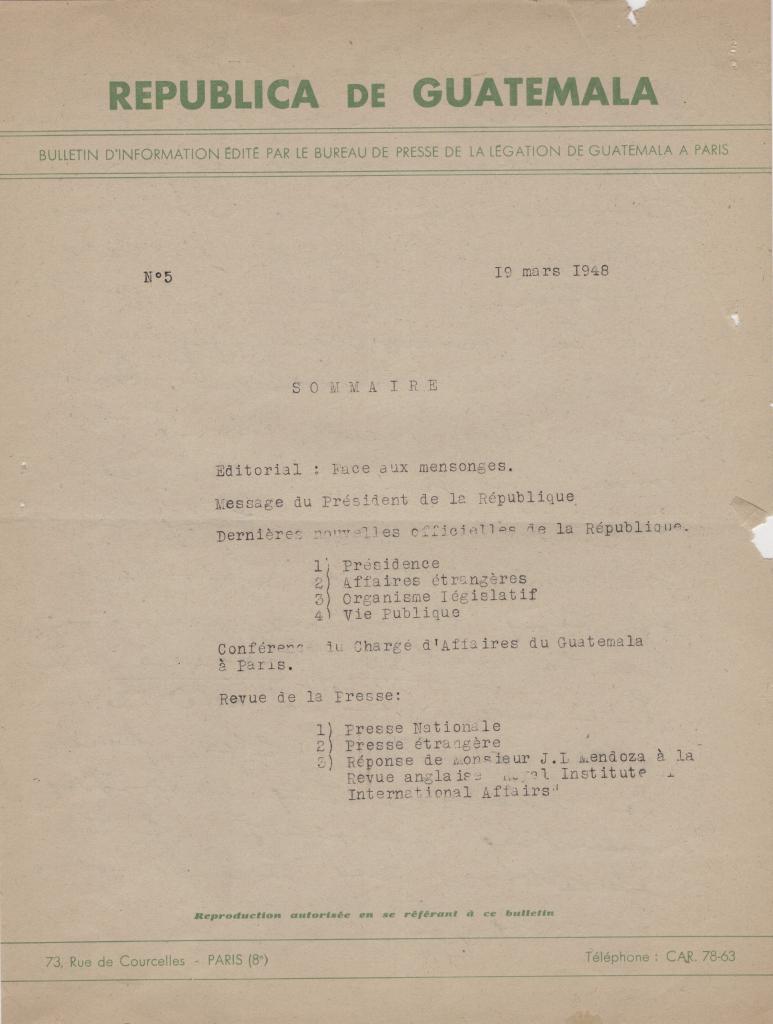 REPUBLICA DE GUATEMALA
BULLETIN D'INFORMATION ÉDITÉ PAR LE BUREAU DE PRESSE DE LA LÉGATION DE GUATEMALA A PARIS
N°5
19 mars 1948
SOMMAIRE
Editorial : Face aux mensonges.
Message du Président de la République
Dernières nouvelles officielles de la République.
1) Présidence
2) Affaires étrangères
3) Organisme législatif
4) Vie Publique
Conférence du Chargé d'Affaires du Guatemala
à Paris.
Revue de la Presse:
1) Presse Nationale
2) Presse étrangère
3) Réponse de Monsieur J.L Mendoza à la
Revue anglaise Royal Institute
International Affairs"
Reproduction autorisée en se référant à ce bulletin
73, Rue de Courcelles - PARIS (8e)
Téléphone : CAR. 78-63